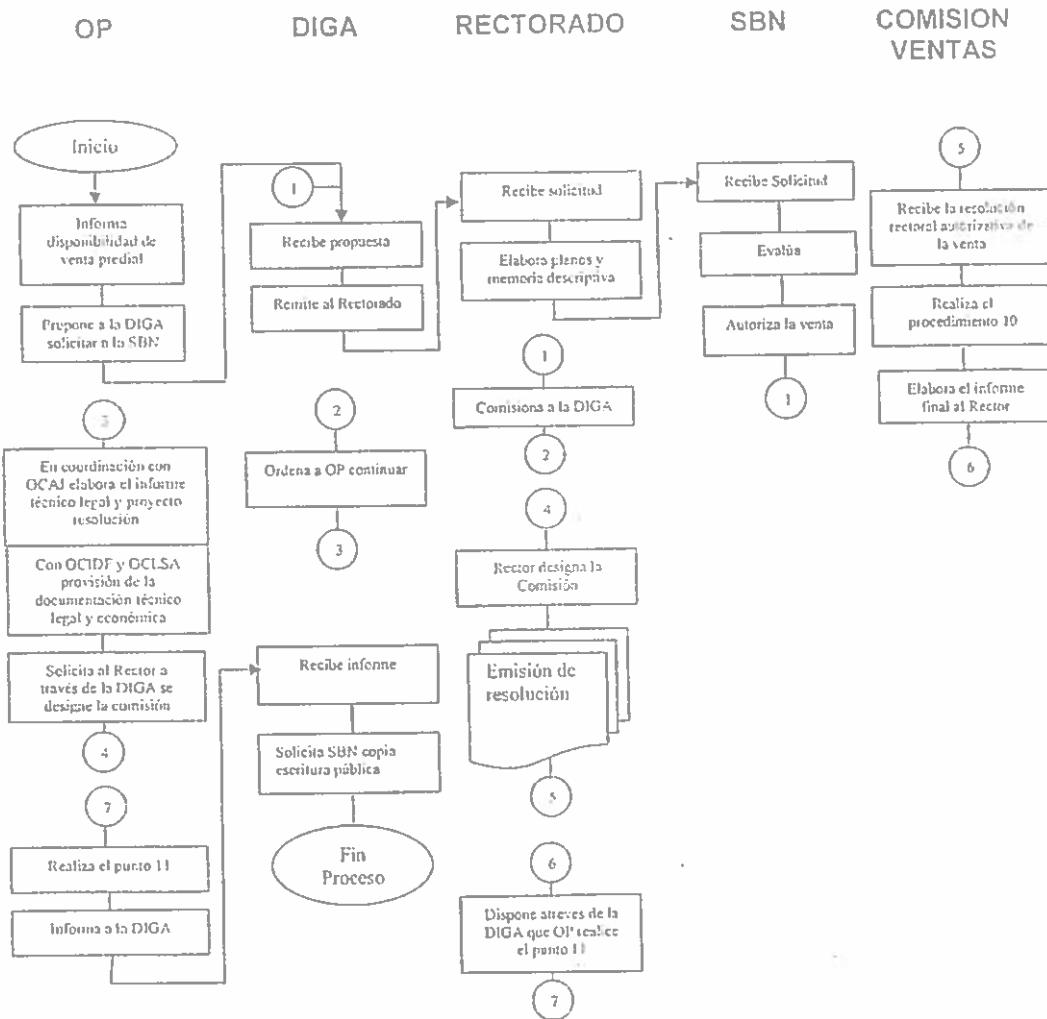 OP
DIGA
RECTORADO
SBN
COMISION
VENTAS
Inicio
Informa
disponibilidad de
venta predial
Propone a la DIGA
solicitar a la SBN
3
En coordinación con
OCAJ elabora el informe
técnico legal y proyecto
resolución
Con OCIDF y OCLSA
provisión de la
documentación técnico
legal y económica
Solicita al Rector a
través de la DIGA se
designe la comisión
4
7
Realiza el punto 11
Informa a la DIGA
1
Recibe propuesta
Remite al Rectorado
2
Ordena a OP continuar
3
Recibe informe
Solicita SBN copia
escritura pública
Fin
Proceso
Recibe solicitud
Elabora planos y
memoria descriptiva
1
Comisiona a la DIGA
2
4
Rector designa la
Comisión
Emisión de
resolución
5
6
Dispone atreves de la
DIGA que OP realice
el punto 11
7
Recibe Solicitud
Evalúa
Autoriza la venta
1
5
Recibe la resolución
rectoral autorizativa de
la venta
Realiza el
procedimiento 10
Elabora el informe
final al Rector
6